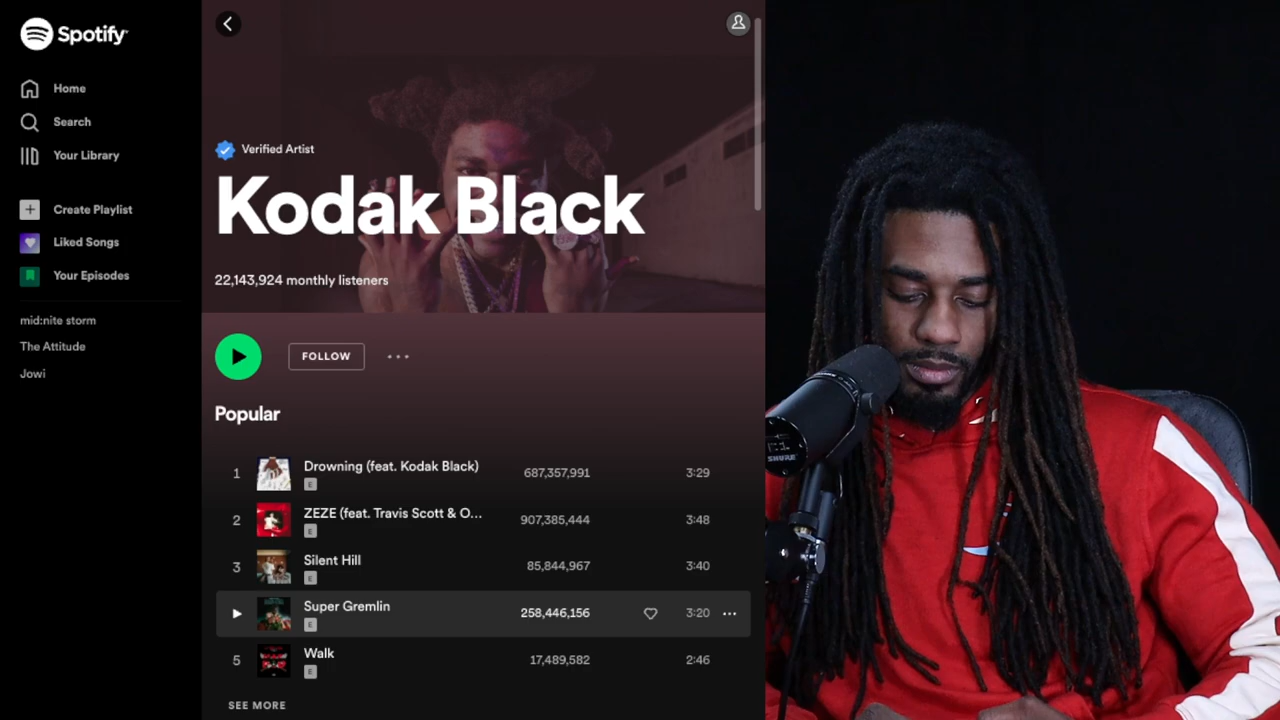 Spotify
Home
Search
Your Library
Create Playlist
Liked Songs
Your Episodes
mid:nite storm
The Attitude
Jowi
Verified Artist
Kodak Black
22,143,924 monthly listeners
FOLLOW
Popular
1 Drowning (feat. Kodak Black) 687,357,991 3:29
E
2 ZEZE (feat. Travis Scott & O... 907,385,444 3:48
E
3 Silent Hill 85,844,967 3:40
E
Super Gremlin 258,446,156 3:20
E
5 Walk 17,489,582 2:46
E
SEE MORE
SHURE